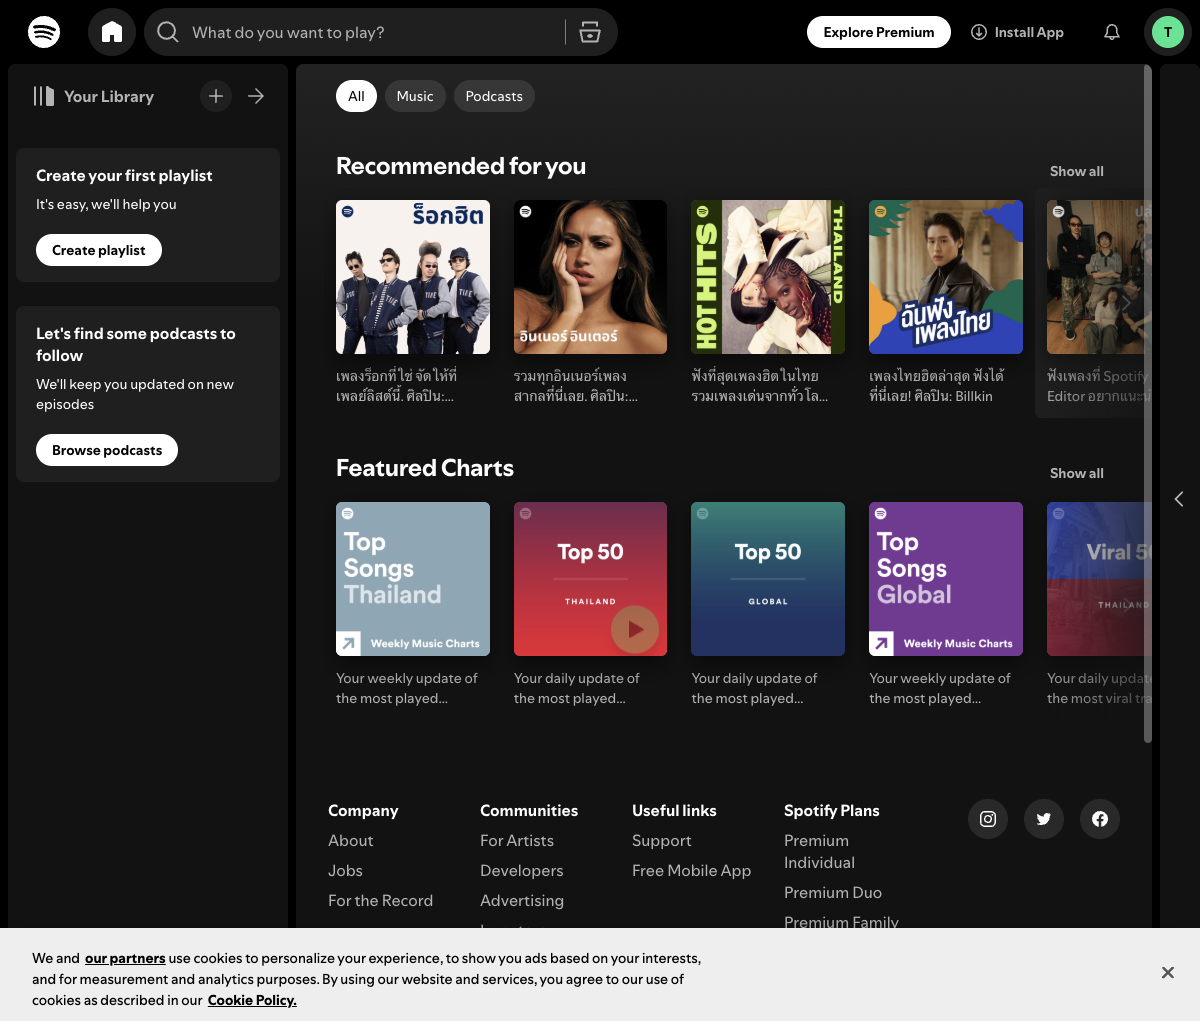 What do you want to play?
Explore Premium
Install App
T
Your Library
Create your first playlist
It's easy, we'll help you
Create playlist
Let's find some podcasts to
follow
We'll keep you updated on new
episodes
Browse podcasts
All
Music
Podcasts
Recommended for you
Show all
ร็อกฮิต
อินเนอร์ อินเตอร์
HOT HITS
THAILAND
ฉันฟัง
เพลงไทย
เพลงร็อกที่ใช่ จัดให้ที่
เพลย์ลิสต์นี้. ศิลปิน:...
รวมทุกอินเนอร์เพลง
สากลที่นี่เลย. ศิลปิน:...
ฟังที่สุดเพลงฮิต ในไทย
รวมเพลงเด่นจากทั่วโล...
เพลงไทยฮิตล่าสุด ฟังได้
ที่นี่เลย! ศิลปิน: Billkin
ฟังเพลงที่ Spotify
Editor อยากแนะนำ
Featured Charts
Show all
Top
Songs
Thailand
Weekly Music Charts
Top 50
THAILAND
Top 50
GLOBAL
Top
Songs
Global
Weekly Music Charts
Viral 50
THAILAND
Your weekly update of
the most played...
Your daily update of
the most played...
Your daily update of
the most played...
Your weekly update of
the most played...
Your daily update
the most viral tra
Company
About
Jobs
For the Record
Communities
For Artists
Developers
Advertising
Useful links
Support
Free Mobile App
Spotify Plans
Premium
Individual
Premium Duo
Premium Family
We and our partners use cookies to personalize your experience, to show you ads based on your interests,
and for measurement and analytics purposes. By using our website and services, you agree to our use of
cookies as described in our Cookie Policy.